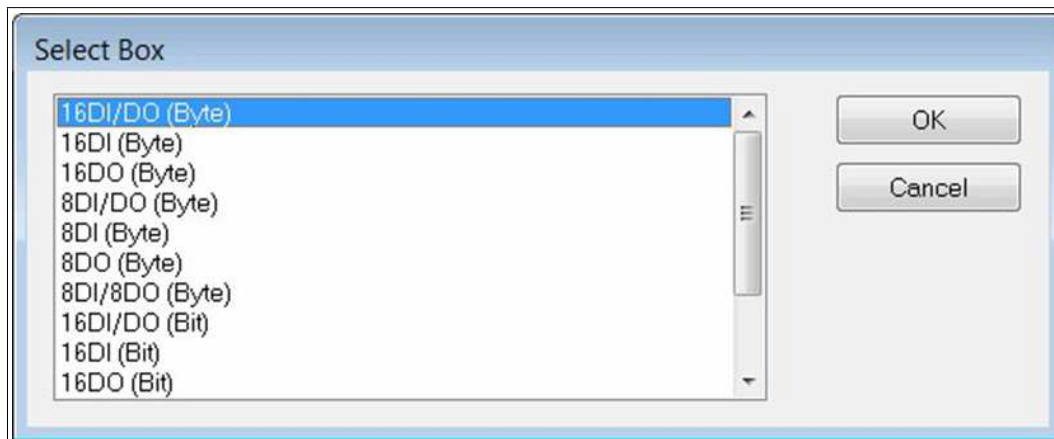 Select Box
16DI/DO (Byte)
16DI (Byte)
16DO (Byte)
8DI/DO (Byte)
8DI (Byte)
8DO (Byte)
8DI/8DO (Byte)
16DI/DO (Bit)
16DI (Bit)
16DO (Bit)
OK
Cancel